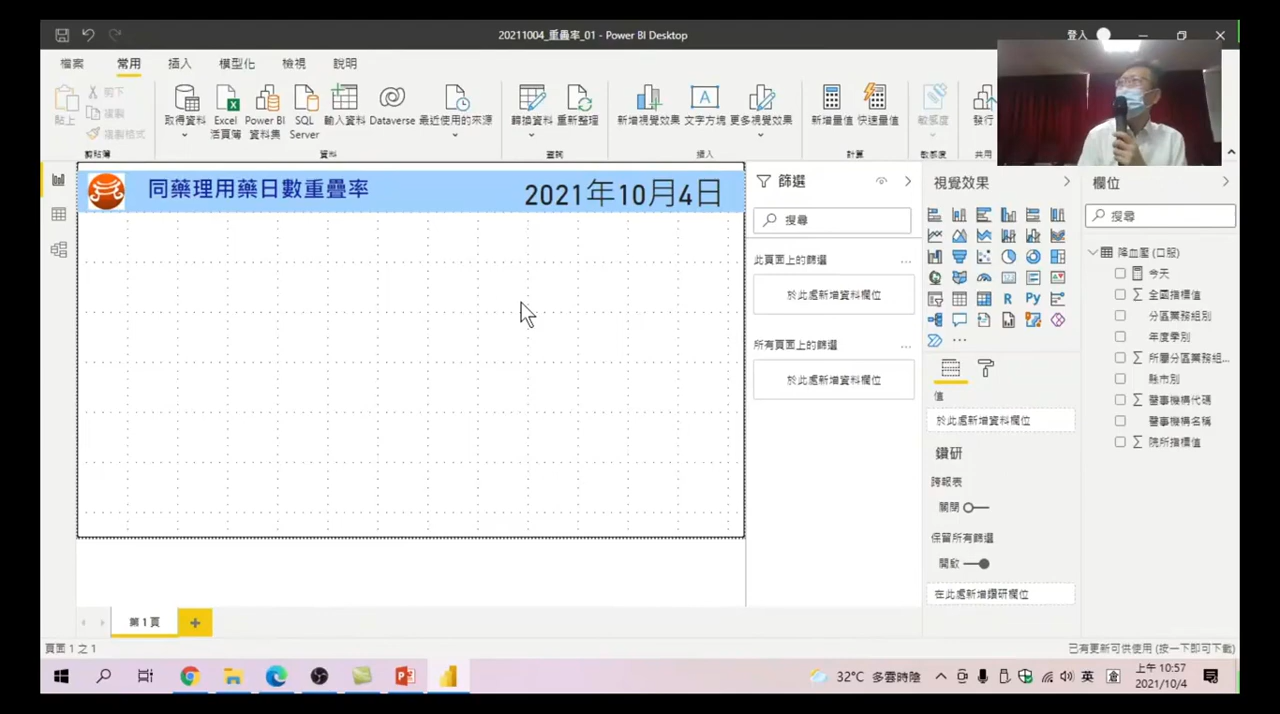 20211004_重疊率_01 - Power BI Desktop
登入
檔案 常用 插入 模型化 檢視 說明
貼上
剪下
複製
複製格式
剪貼簿
取得資料
Excel 活頁簿
Power BI 資料集
SQL Server
輸入資料
Dataverse
最近使用的來源
資料
轉換資料
重新整理
查詢
新增視覺效果
文字方塊
更多視覺效果
插入
新增量值
快速量值
計算
敏感度
敏感度
發行
共用
同藥理用藥日數重疊率
2021年10月4日
篩選
搜尋
此頁面上的篩選 ...
於此處新增資料欄位
所有頁面上的篩選 ...
於此處新增資料欄位
視覺效果
R
Py
...
值
於此處新增資料欄位
鑽研
跨報表
關閉
保留所有篩選
開啟
在此處新增鑽研欄位
欄位
搜尋
降血壓 (口服)
今天
全國指標值
分區業務組別
年度季別
所屬分區業務組...
縣市別
醫事機構代碼
醫事機構名稱
院所指標值
第 1 頁
+
頁面 1 之 1
已有更新可供使用 (按一下即可下載)
32°C 多雲時陰
英
倉
上午 10:57
2021/10/4